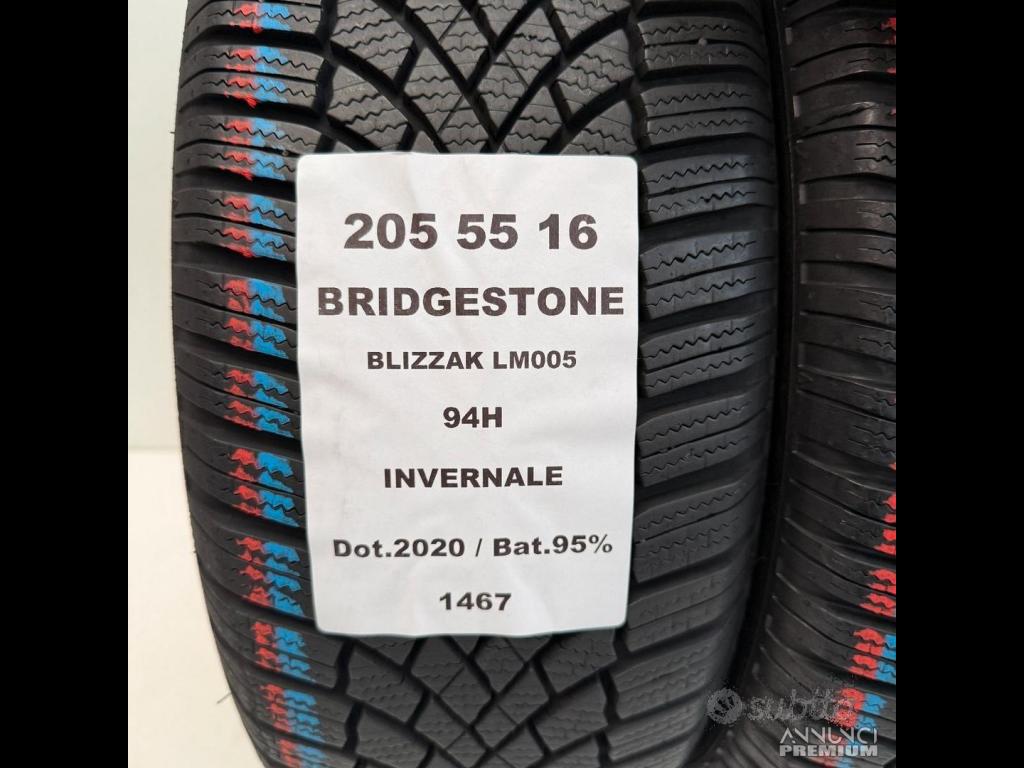 205 55 16
BRIDGESTONE
BLIZZAK LM005
94H
INVERNALE
Dot.2020 / Bat.95%
1467
subito
ANNUNCI
PREMIUM